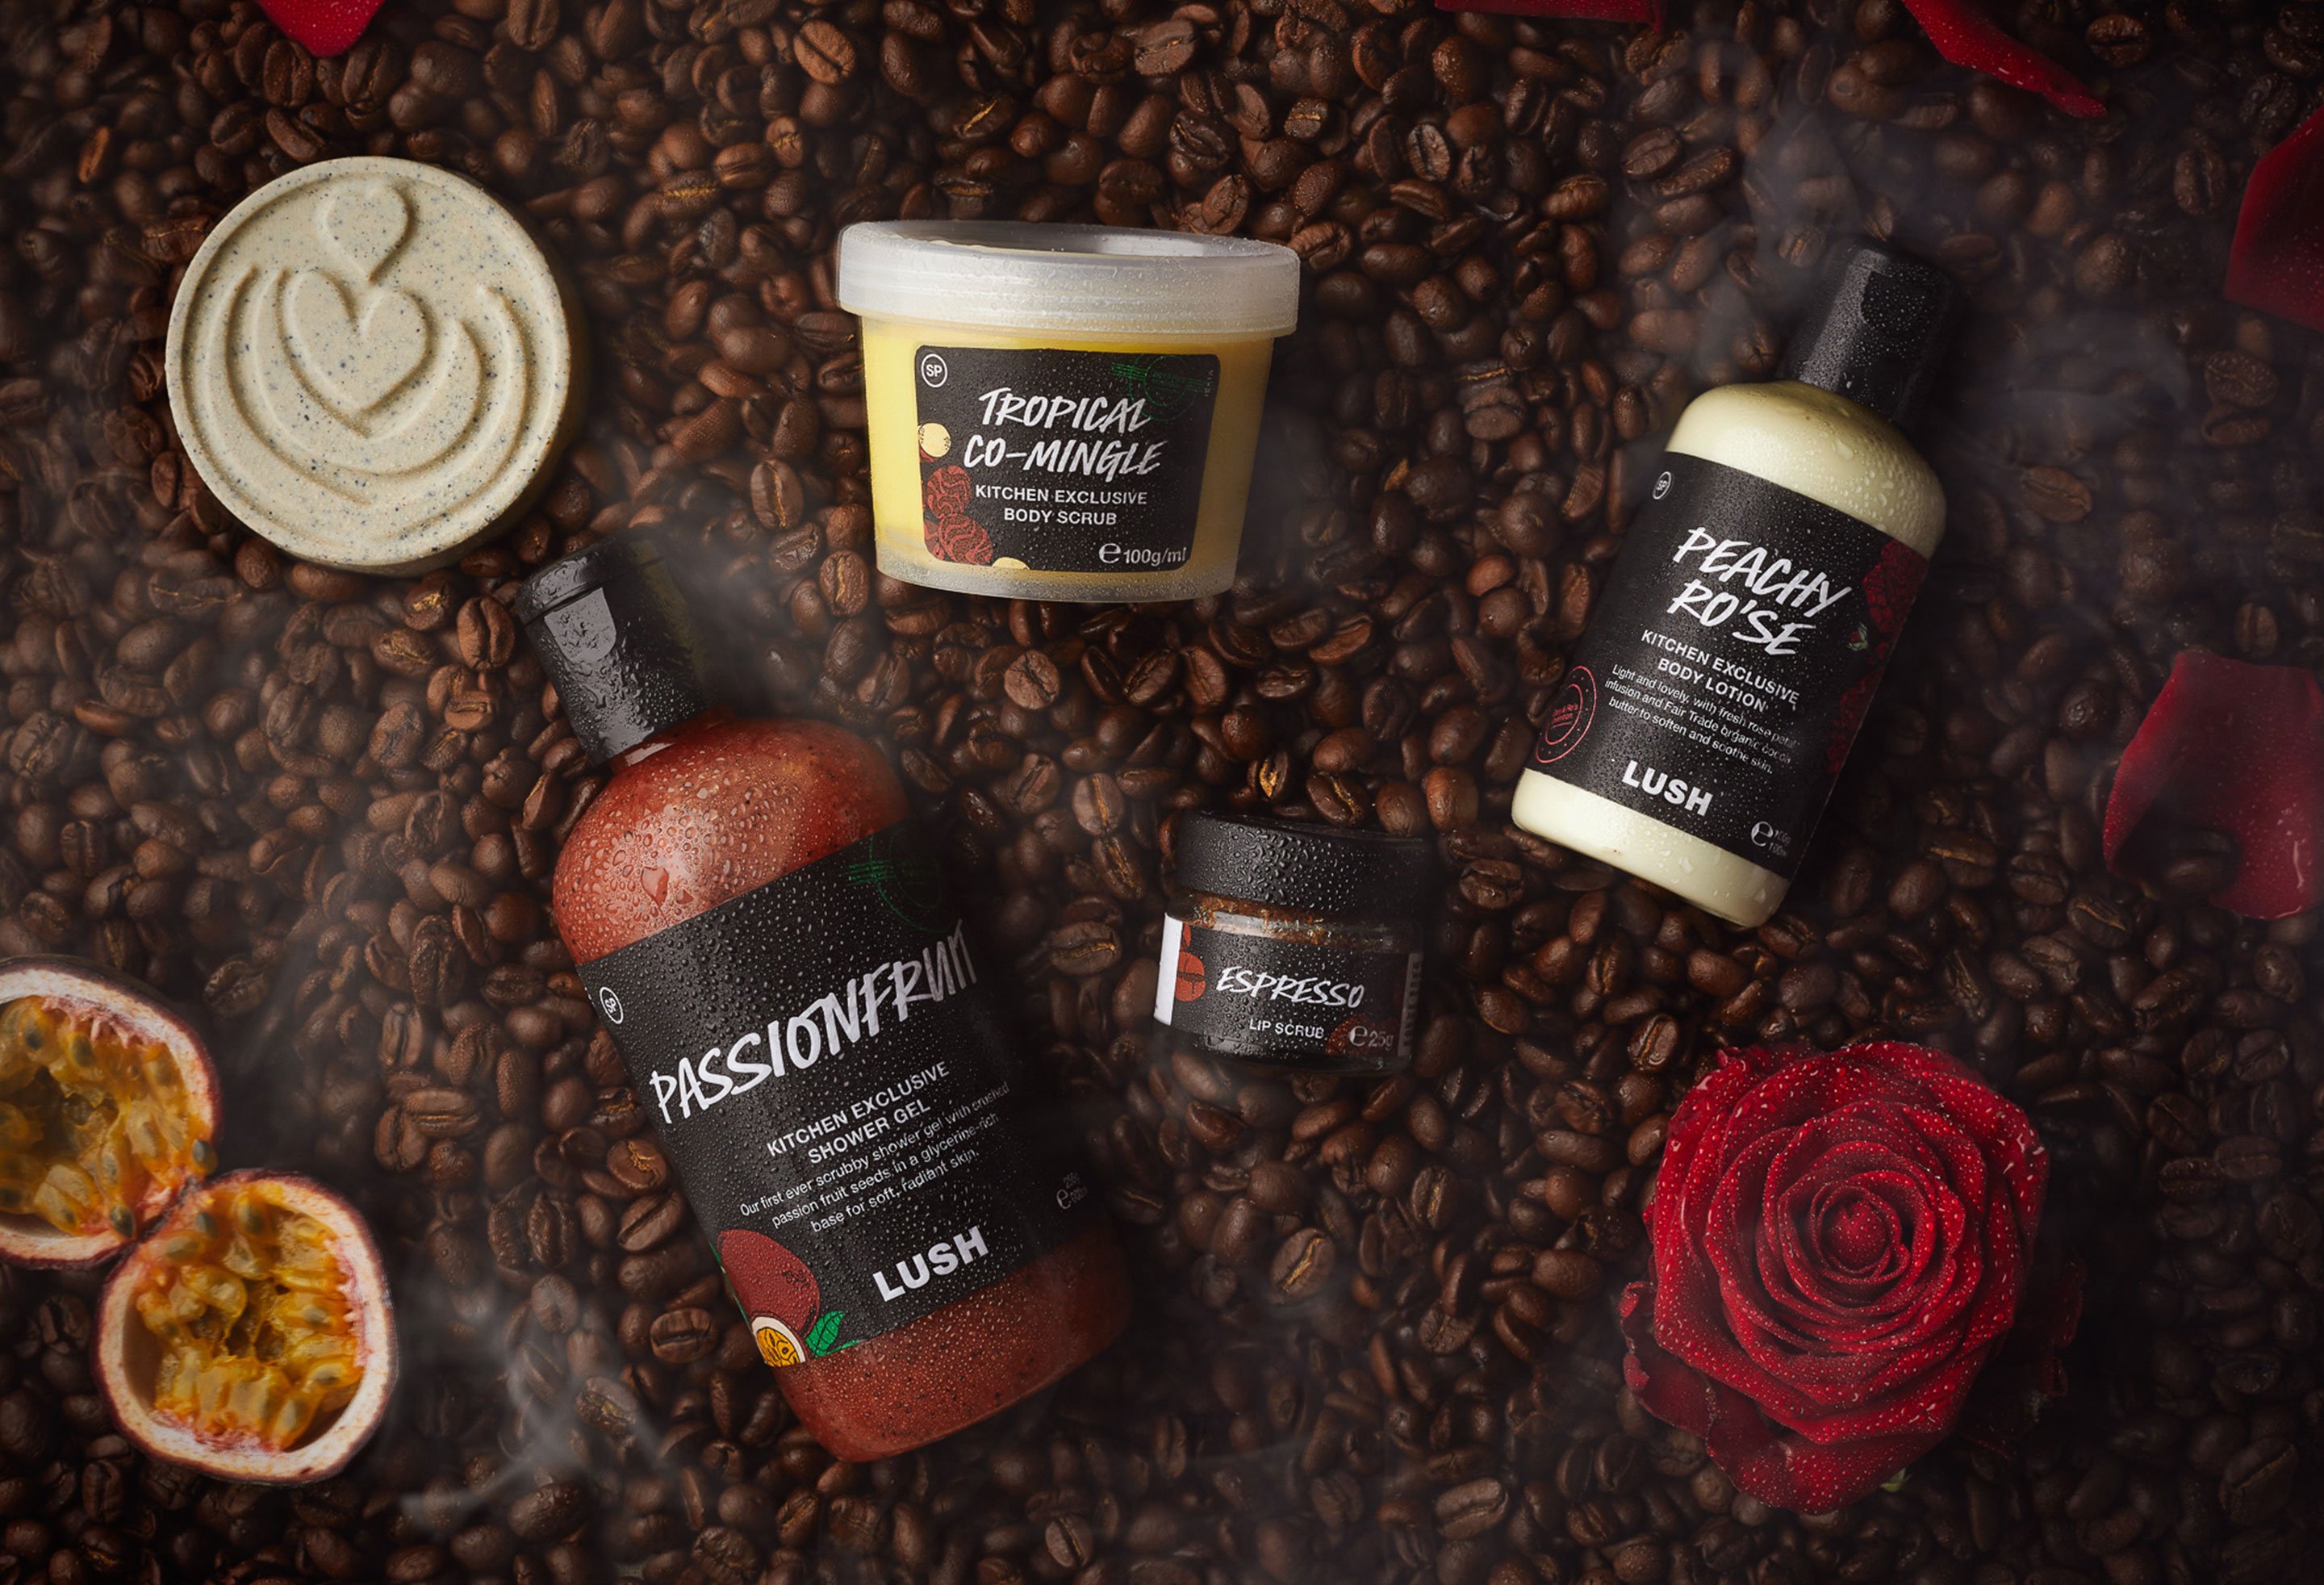 SP
TROPICAL
CO-MINGLE
KITCHEN EXCLUSIVE
BODY SCRUB
e 100g/ml
SP
PEACHY
RO'SE
KITCHEN EXCLUSIVE
BODY LOTION
Light and lovely, with fresh rose petal
infusion and Fair Trade organic cocoa
butter to soften and soothe skin.
LUSH
e
SP
PASSIONFRUIT
KITCHEN EXCLUSIVE
SHOWER GEL
Our first ever scrubby shower gel with crushed
passion fruit seeds in a glycerine-rich
base for soft, radiant skin.
LUSH
e
ESPRESSO
LIP SCRUB e 25g